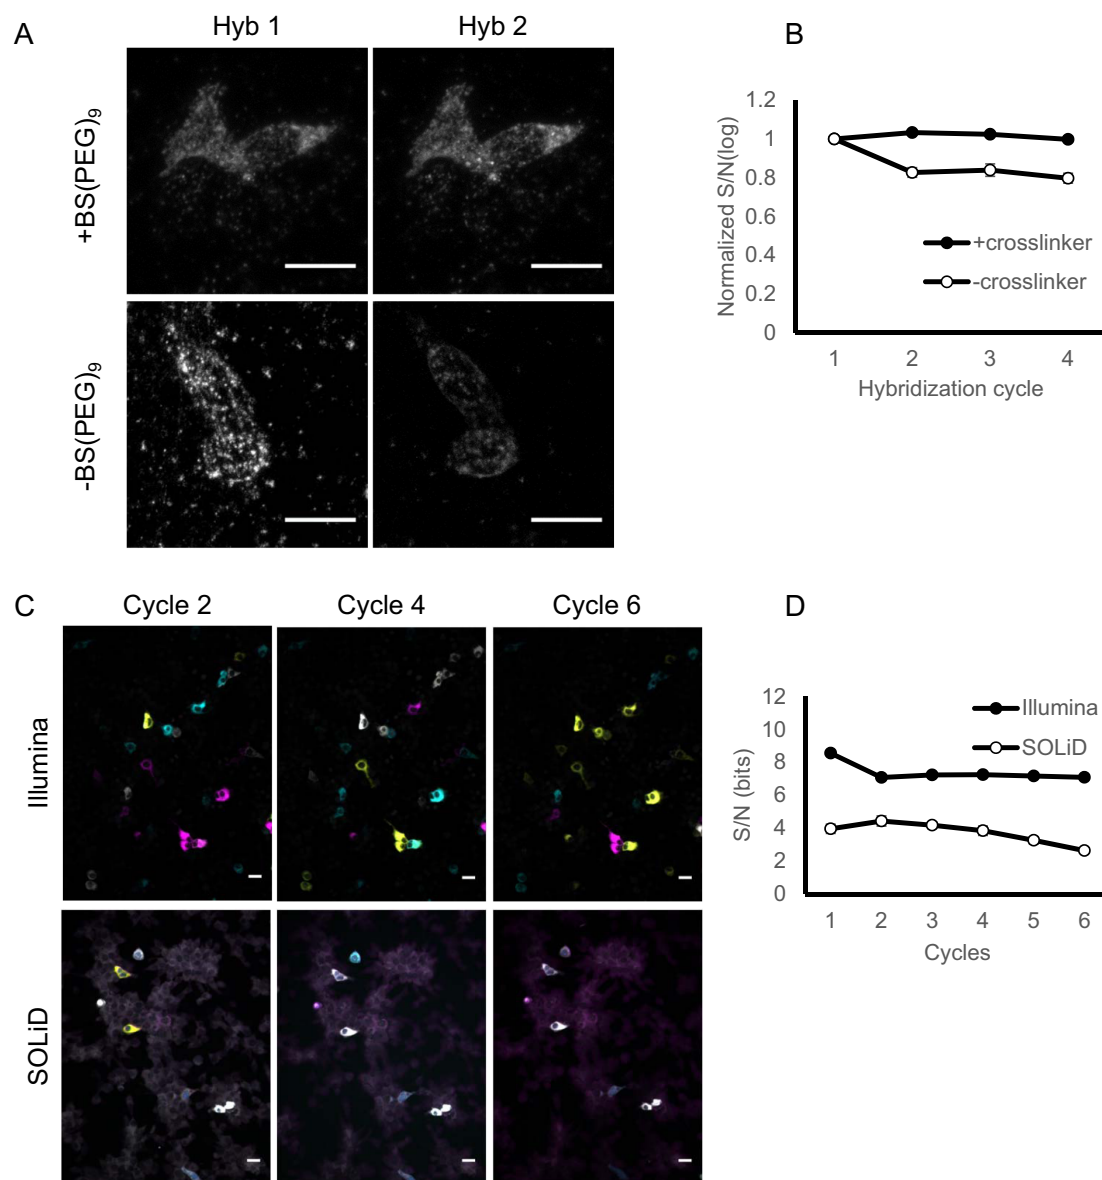 A
Hyb 1
Hyb 2
+BS(PEG)9
-BS(PEG)9
B
Normalized S/N(log)
1.2
1
0.8
0.6
0.4
0.2
0
+crosslinker
-crosslinker
1 2 3 4
Hybridization cycle
C
Cycle 2
Cycle 4
Cycle 6
Illumina
SOLiD
D
S/N (bits)
12
10
8
6
4
2
0
Illumina
SOLiD
1 2 3 4 5 6
Cycles